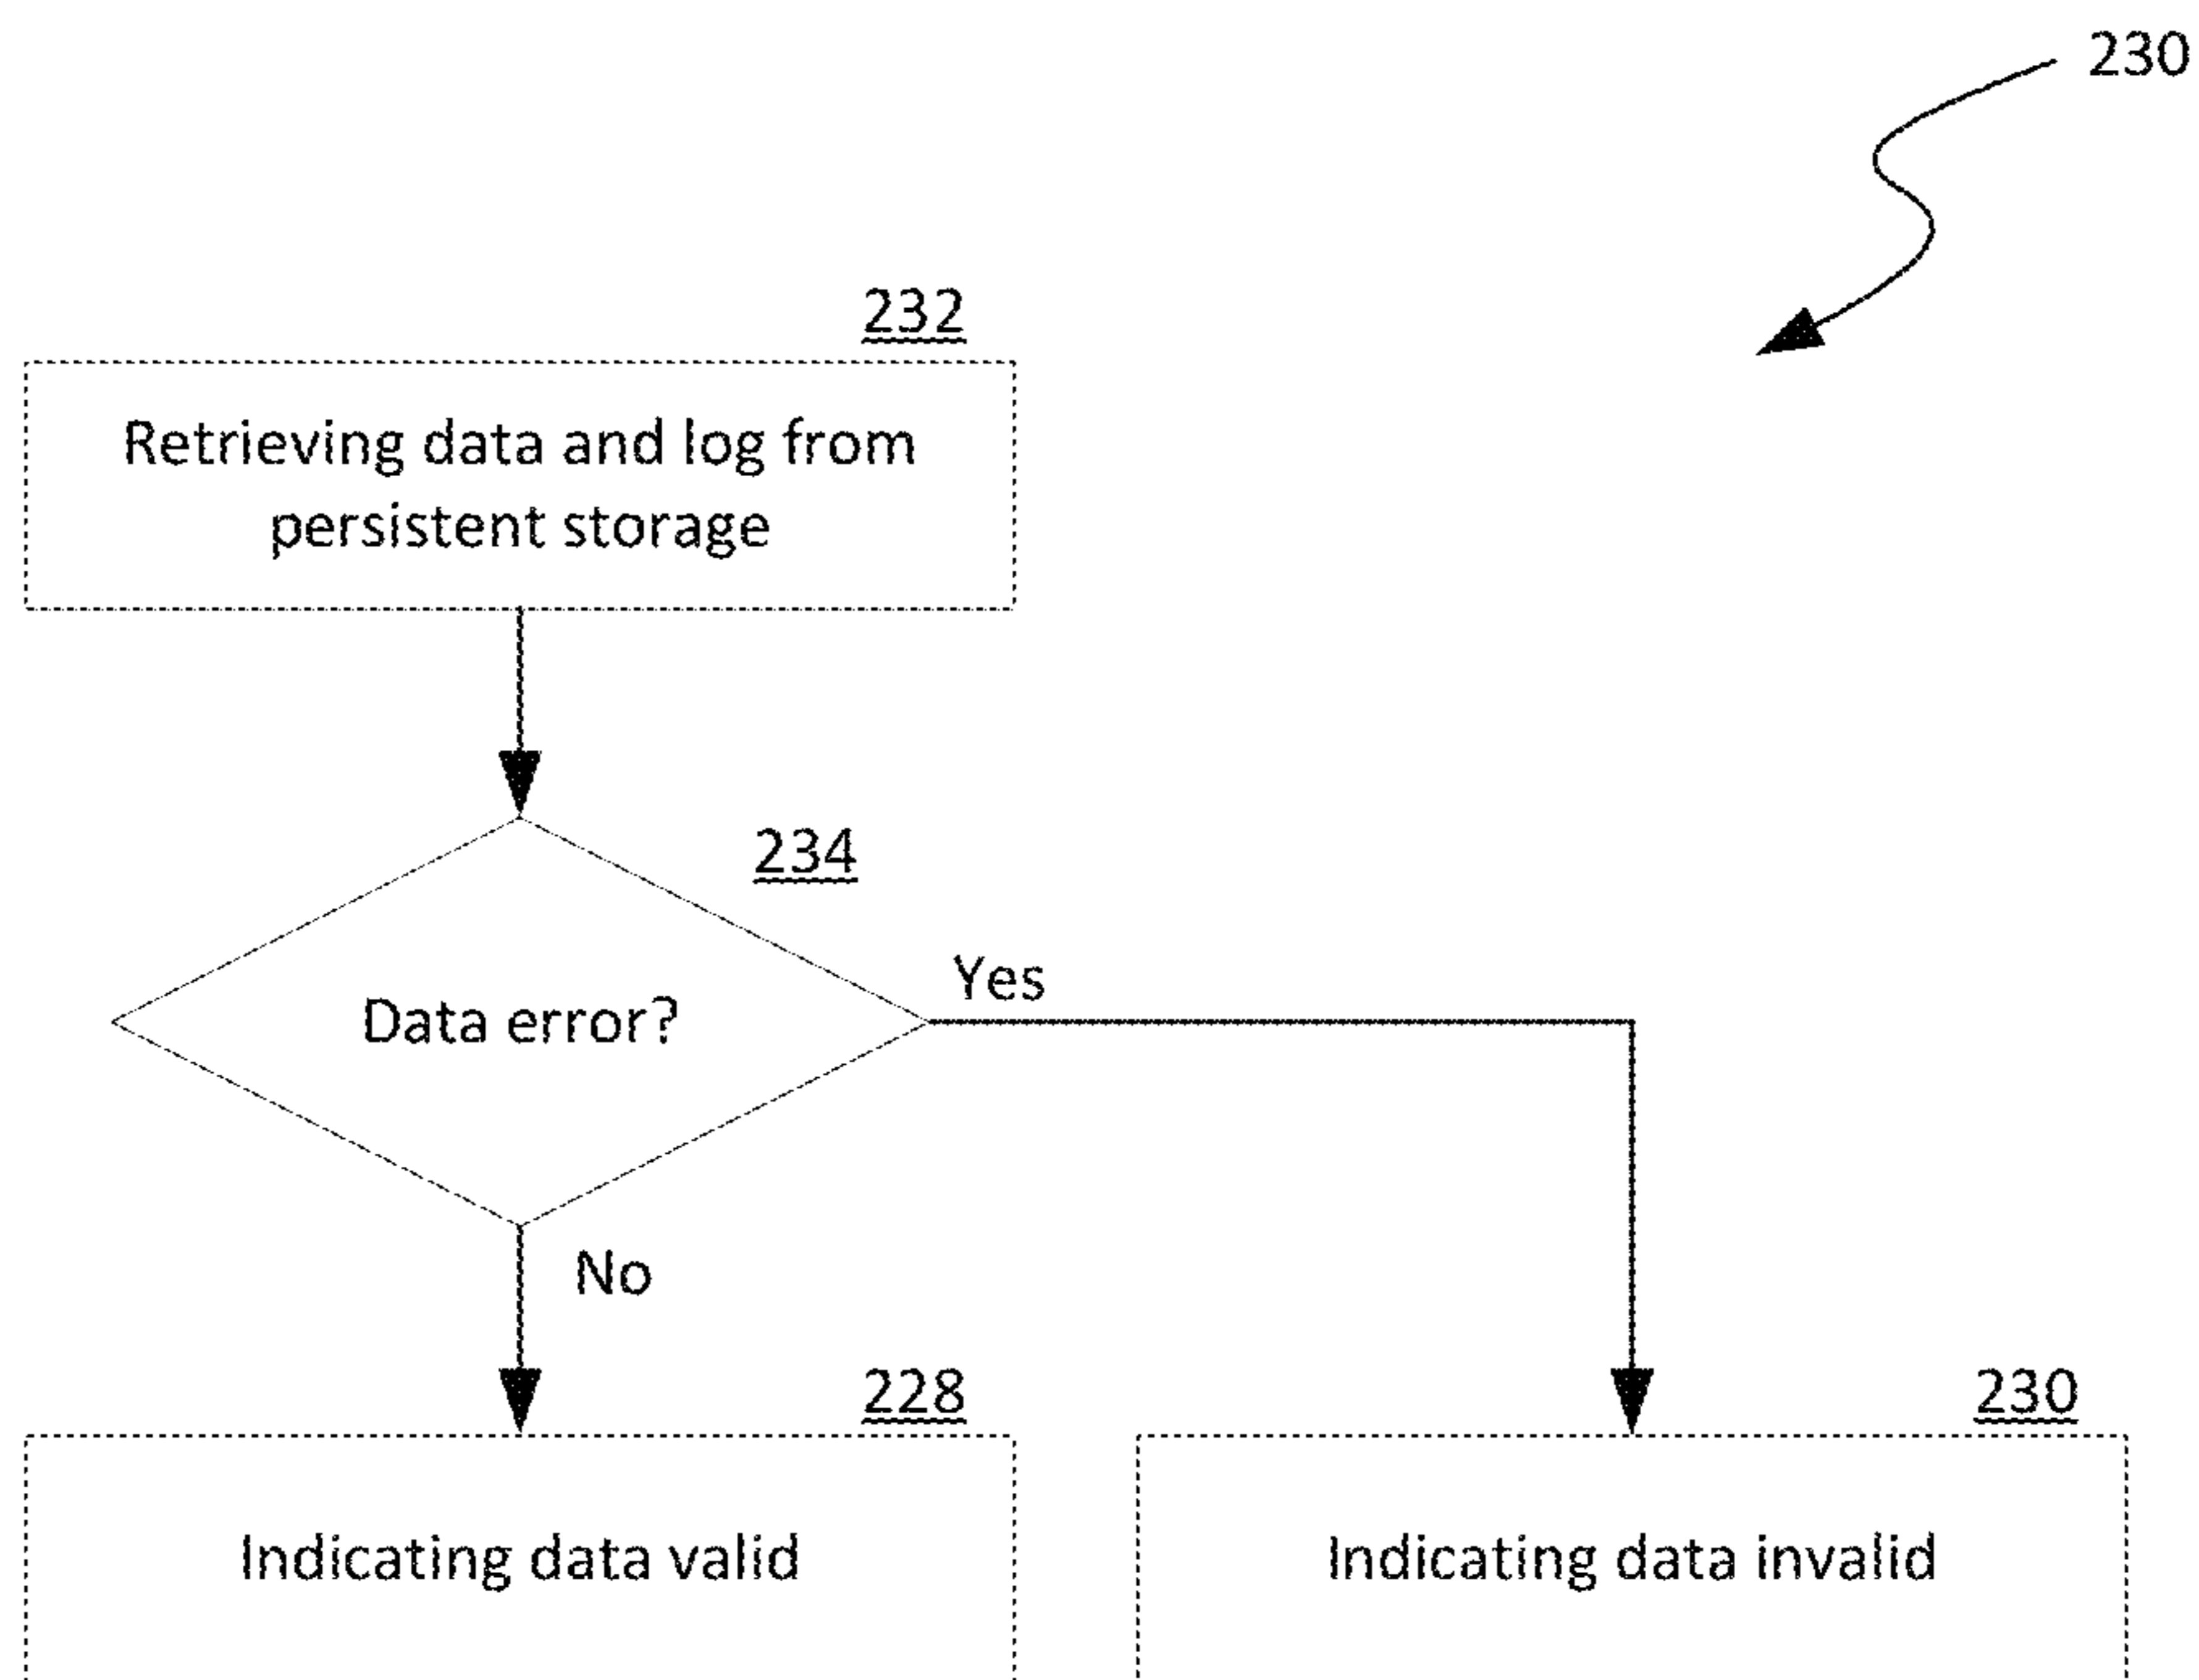 230
232
Retrieving data and log from
persistent storage
234
Data error?
Yes
No
228
Indicating data valid
230
Indicating data invalid